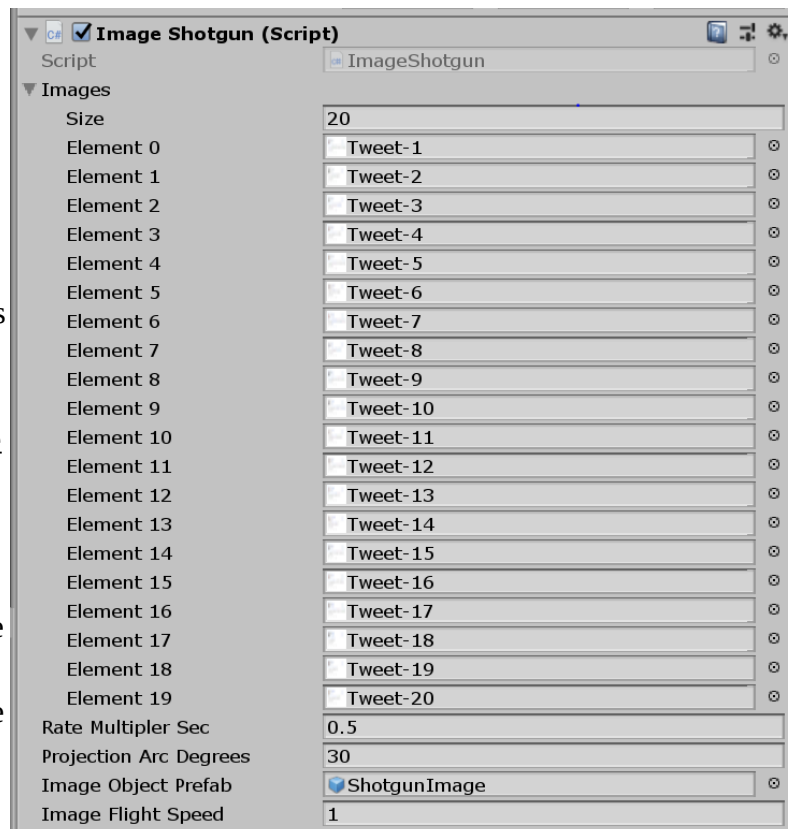 Image Shotgun (Script)
Script ImageShotgun
Images
Size 20
Element 0 Tweet-1
Element 1 Tweet-2
Element 2 Tweet-3
Element 3 Tweet-4
Element 4 Tweet-5
Element 5 Tweet-6
Element 6 Tweet-7
Element 7 Tweet-8
Element 8 Tweet-9
Element 9 Tweet-10
Element 10 Tweet-11
Element 11 Tweet-12
Element 12 Tweet-13
Element 13 Tweet-14
Element 14 Tweet-15
Element 15 Tweet-16
Element 16 Tweet-17
Element 17 Tweet-18
Element 18 Tweet-19
Element 19 Tweet-20
Rate Multipler Sec 0.5
Projection Arc Degrees 30
Image Object Prefab ShotgunImage
Image Flight Speed 1